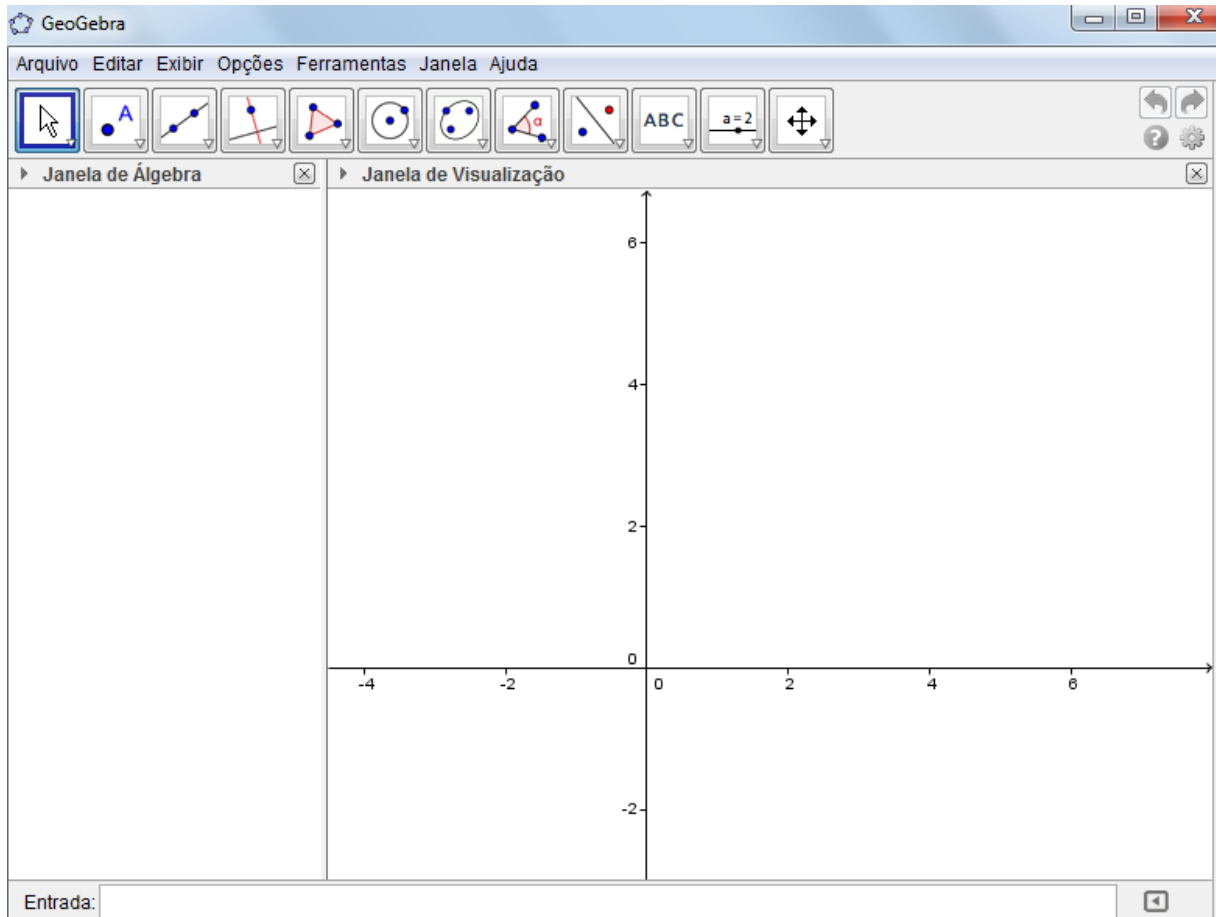 GeoGebra
Arquivo Editar Exibir Opções Ferramentas Janela Ajuda
A α ABC a=2
Janela de Álgebra Janela de Visualização
6
4
2
0
-4 -2 0 2 4 6
-2
Entrada: